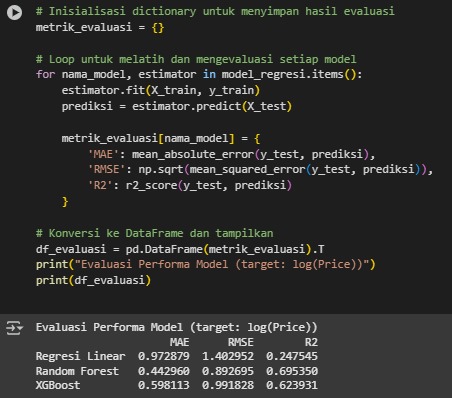 # Inisialisasi dictionary untuk menyimpan hasil evaluasi
metrik_evaluasi = {}

# Loop untuk melatih dan mengevaluasi setiap model
for nama_model, estimator in model_regresi.items():
    estimator.fit(X_train, y_train)
    prediksi = estimator.predict(X_test)

    metrik_evaluasi[nama_model] = {
        'MAE': mean_absolute_error(y_test, prediksi),
        'RMSE': np.sqrt(mean_squared_error(y_test, prediksi)),
        'R2': r2_score(y_test, prediksi)
    }

# Konversi ke DataFrame dan tampilkan
df_evaluasi = pd.DataFrame(metrik_evaluasi).T
print("Evaluasi Performa Model (target: log(Price))")
print(df_evaluasi)

Evaluasi Performa Model (target: log(Price))
                     MAE      RMSE        R2
Regresi Linear  0.972879  1.402952  0.247545
Random Forest   0.442960  0.892695  0.695350
XGBoost         0.598113  0.991828  0.623931